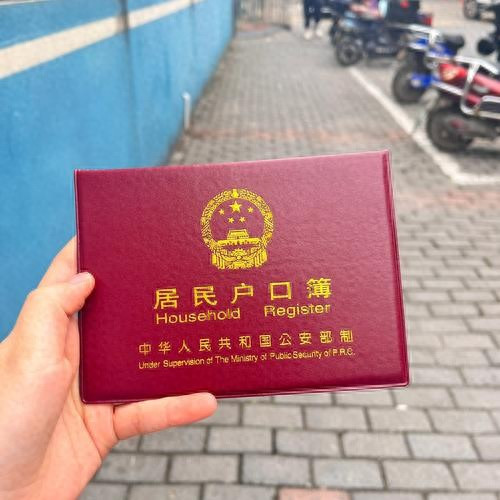 居民户口簿
Household Register
中华人民共和国公安部制
Under Supervision of The Ministry of Public Security of P.R.C.